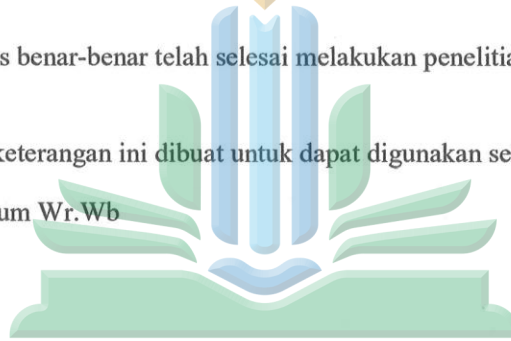 s benar-benar telah selesai melakukan penelitia
keterangan ini dibuat untuk dapat digunakan se
um Wr.Wb